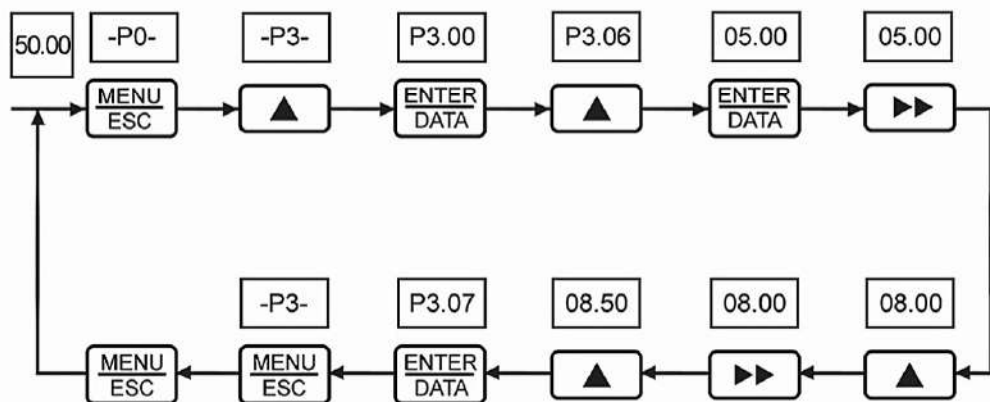 50.00
-P0-
-P3-
P3.00
P3.06
05.00
05.00
MENU
ESC
ENTER
DATA
ENTER
DATA
-P3-
P3.07
08.50
08.00
08.00
MENU
ESC
MENU
ESC
ENTER
DATA